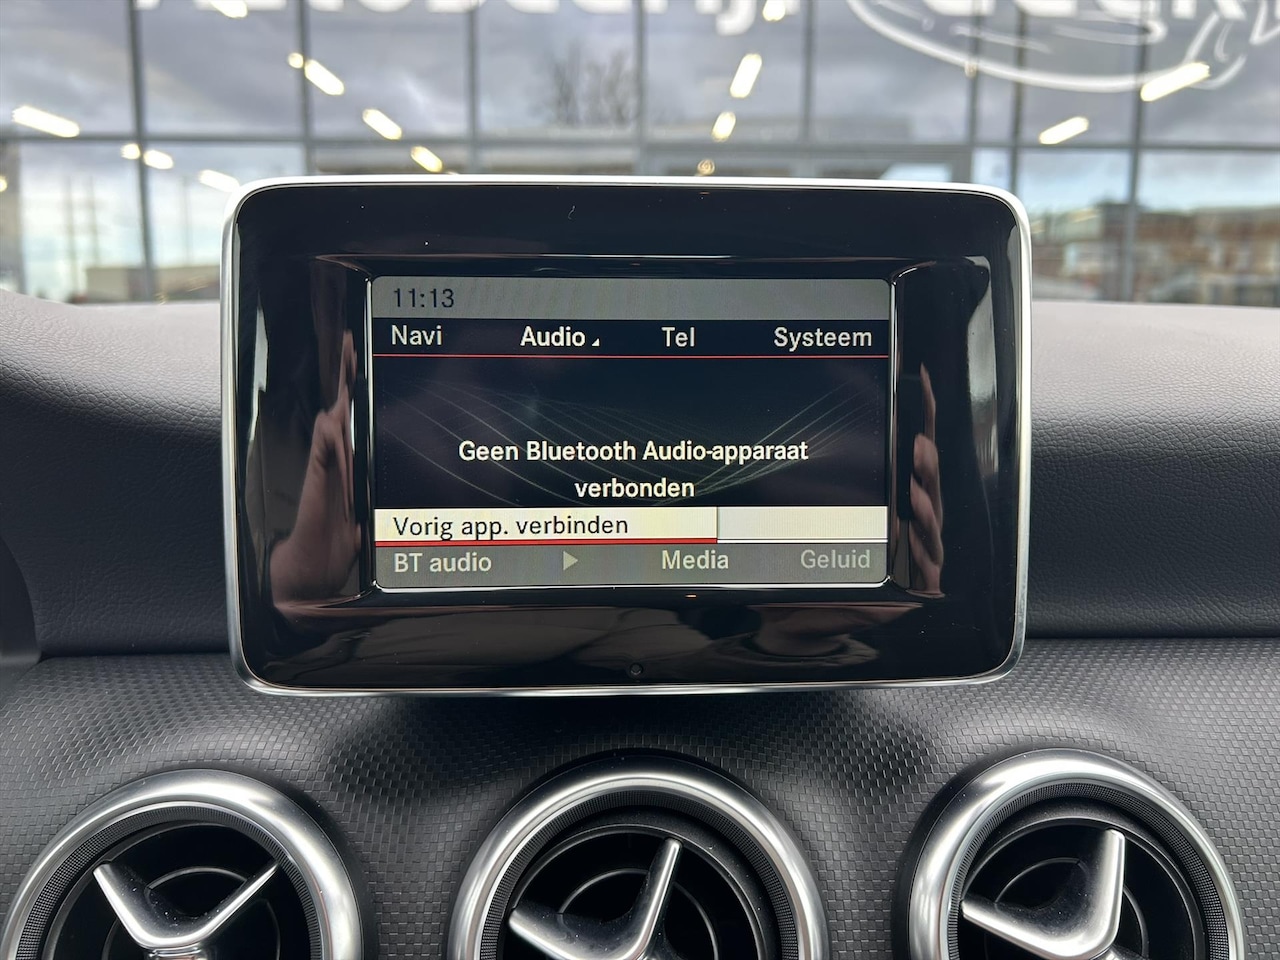 11:13
Navi Audio Tel Systeem
Geen Bluetooth Audio-apparaat
verbonden
Vorig app. verbinden
BT audio Media Geluid